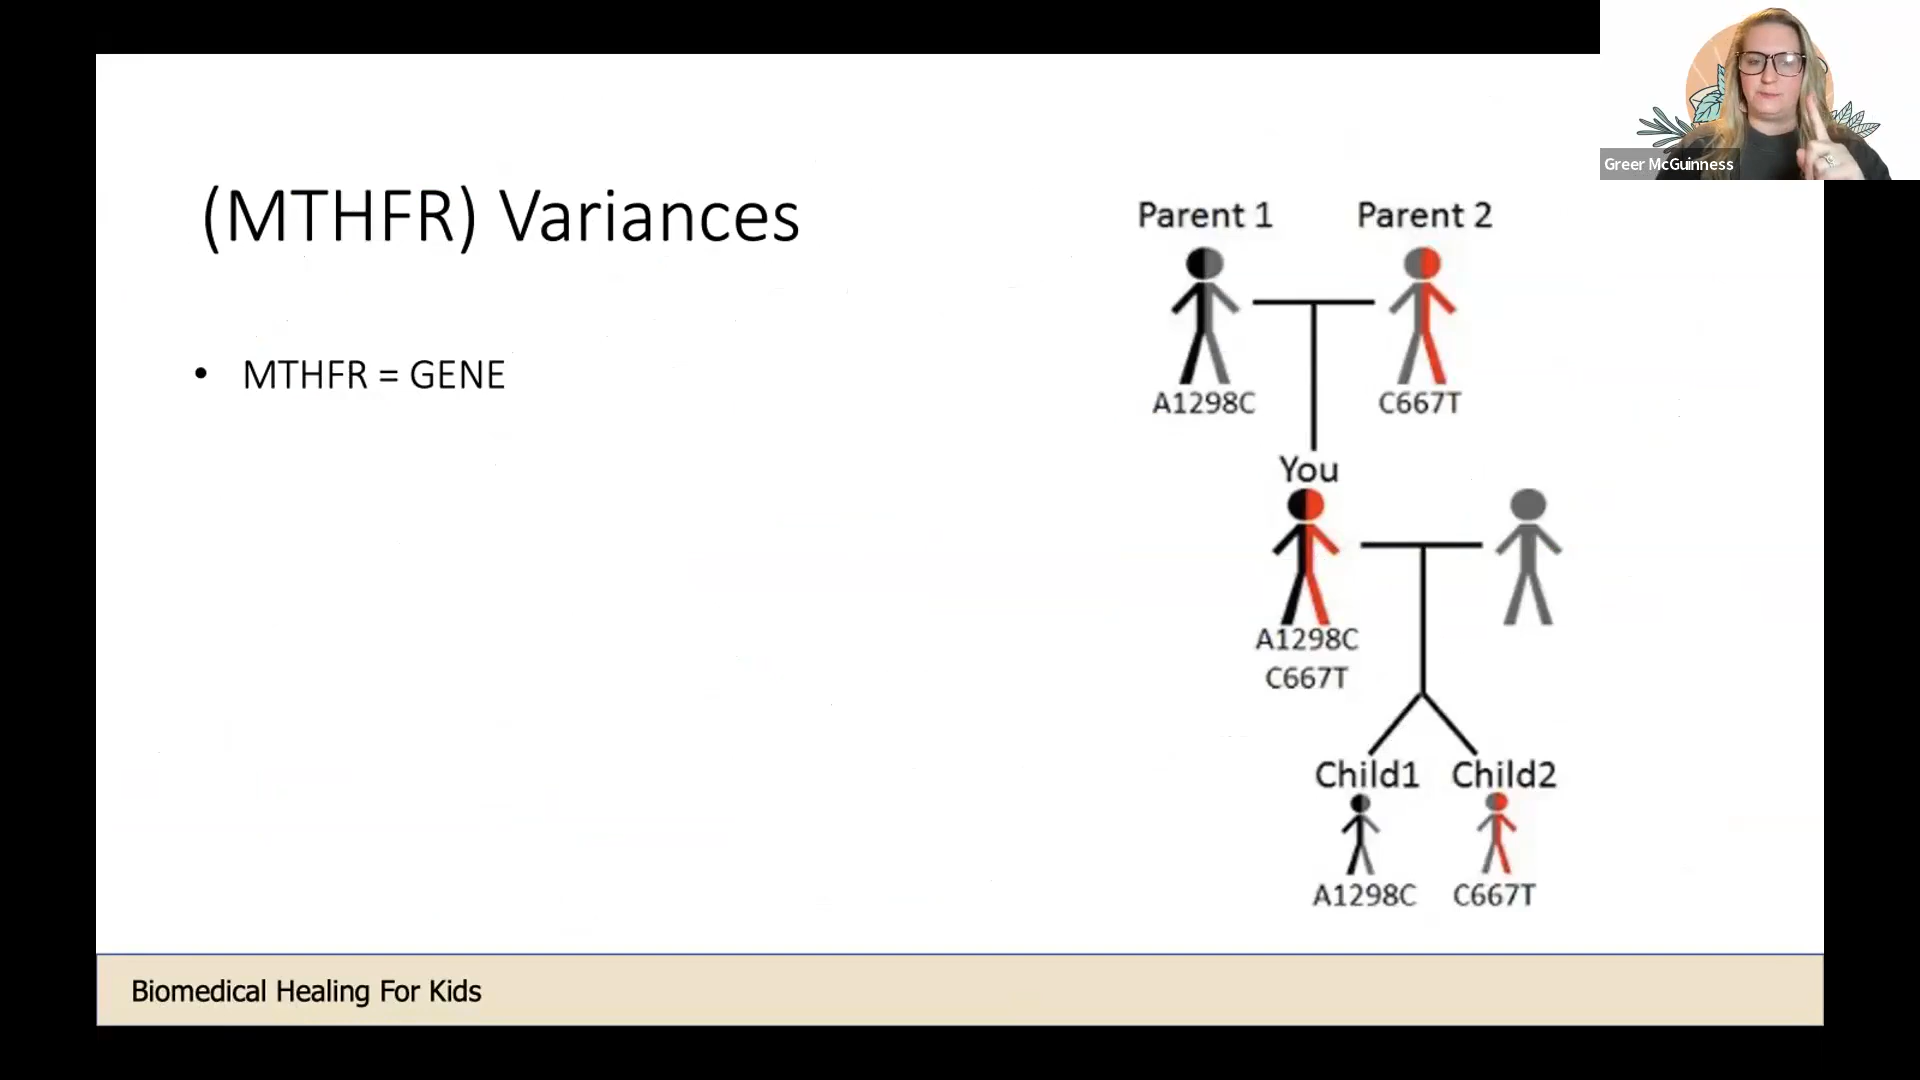 Greer McGuinness
(MTHFR) Variances
• MTHFR = GENE
Parent 1 Parent 2
A1298C C667T
You
A1298C
C667T
Child1 Child2
A1298C C667T
Biomedical Healing For Kids